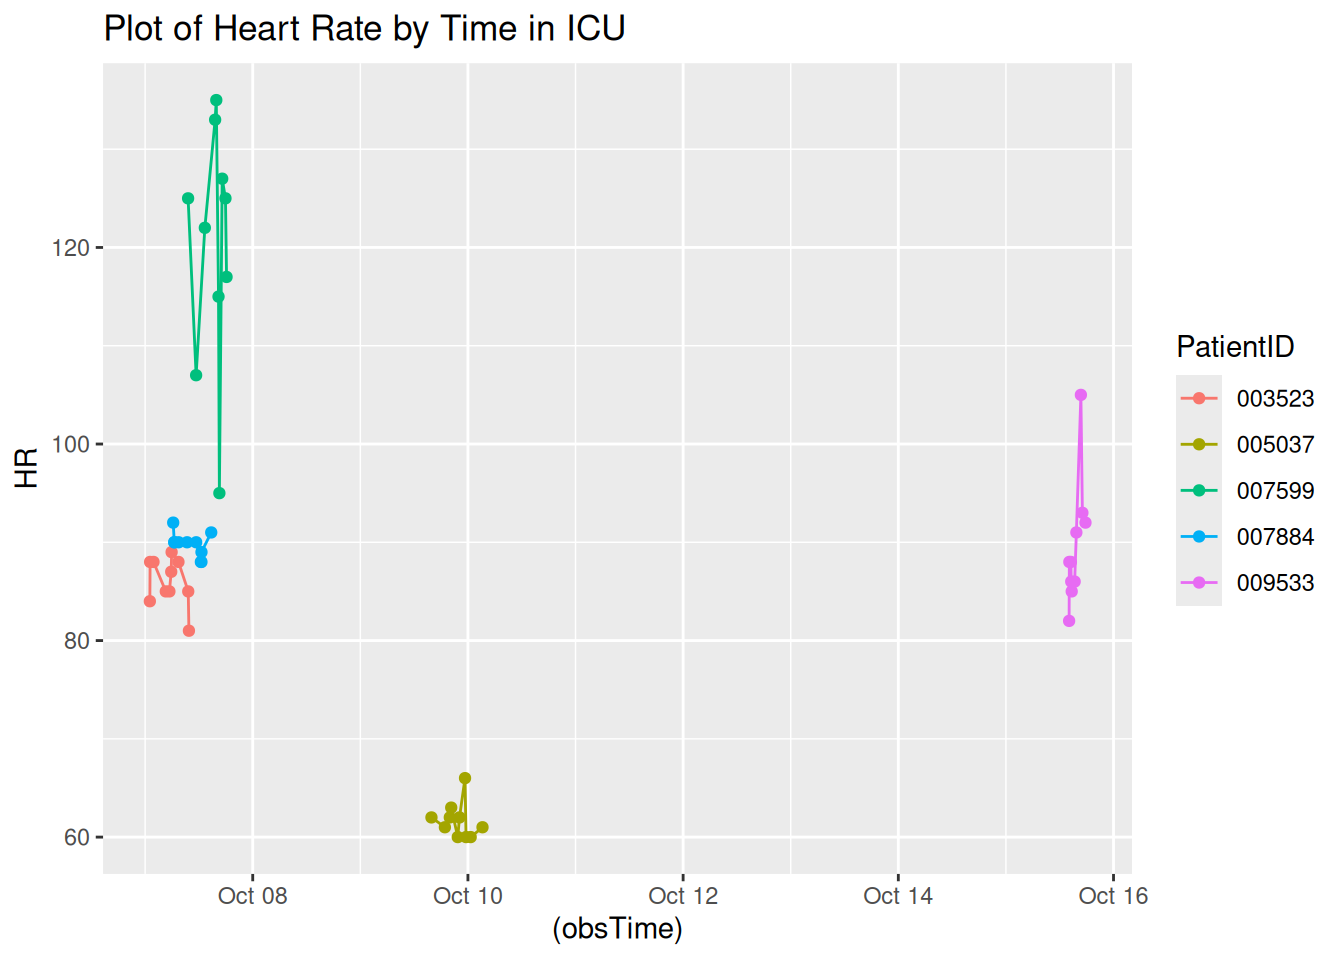 Plot of Heart Rate by Time in ICU
HR
120
100
80
60
Oct 08
Oct 10
Oct 12
Oct 14
Oct 16
(obsTime)
PatientID
003523
005037
007599
007884
009533